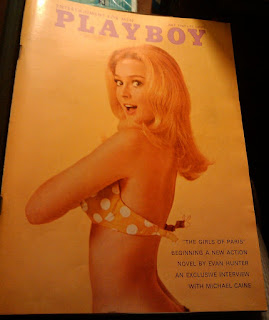 PLAYBOY
"THE GIRLS OF PARIS"
BEGINNING A NEW ACTION
NOVEL BY EVAN HUNTER
AN EXCLUSIVE INTERVIEW
WITH MICHAEL CAINE